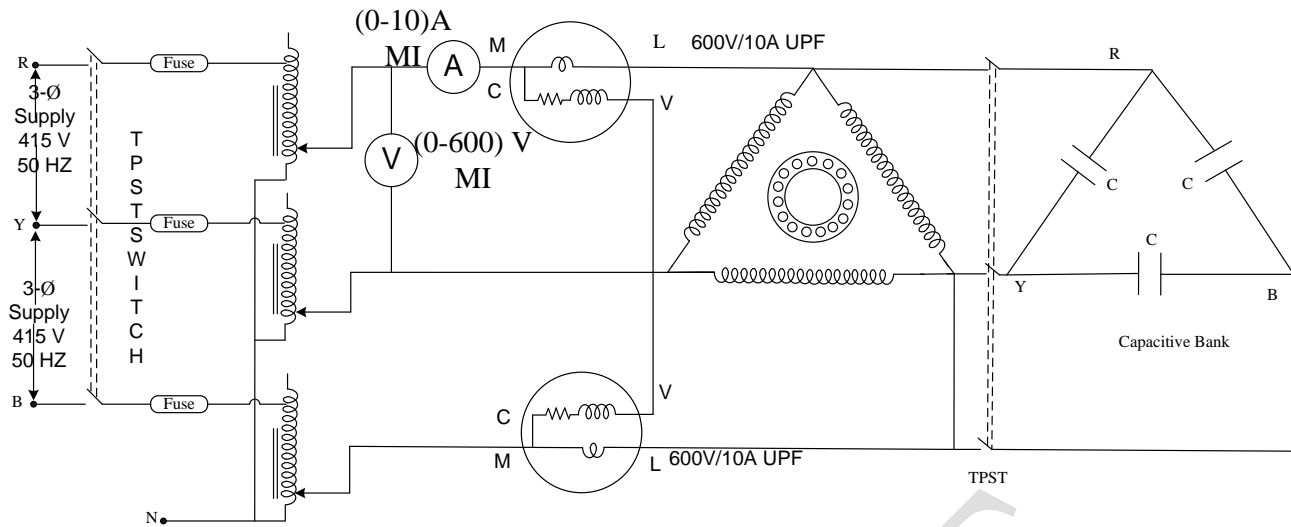 (0-10)A
MI
M
L
600V/10A UPF
R
Fuse
A
R
3-Ø
Supply
415 V
50 HZ
C
V
TPSTSWITCH
V
(0-600) V
MI
C
C
Y
Fuse
C
Y
B
3-Ø
Supply
415 V
50 HZ
Capacitive Bank
B
Fuse
V
C
M
L
600V/10A UPF
TPST
N